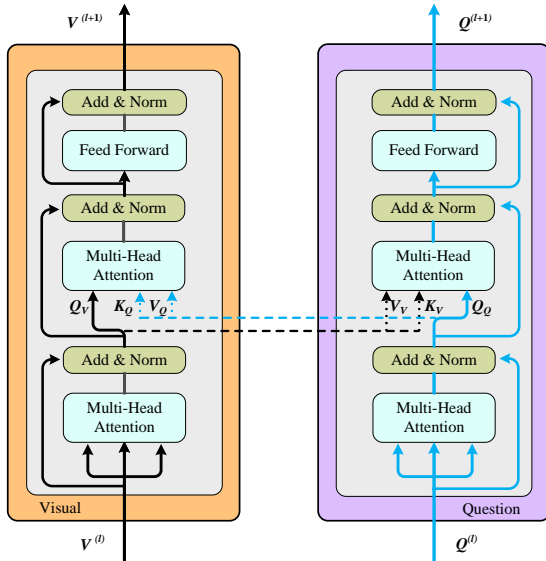 V^(l+1)
Add & Norm
Feed Forward
Add & Norm
Multi-Head
Attention
Q_V K_Q V_Q
Add & Norm
Multi-Head
Attention
Visual
V^(l)
Q^(l+1)
Add & Norm
Feed Forward
Add & Norm
Multi-Head
Attention
V_V K_V Q_Q
Add & Norm
Multi-Head
Attention
Question
Q^(l)